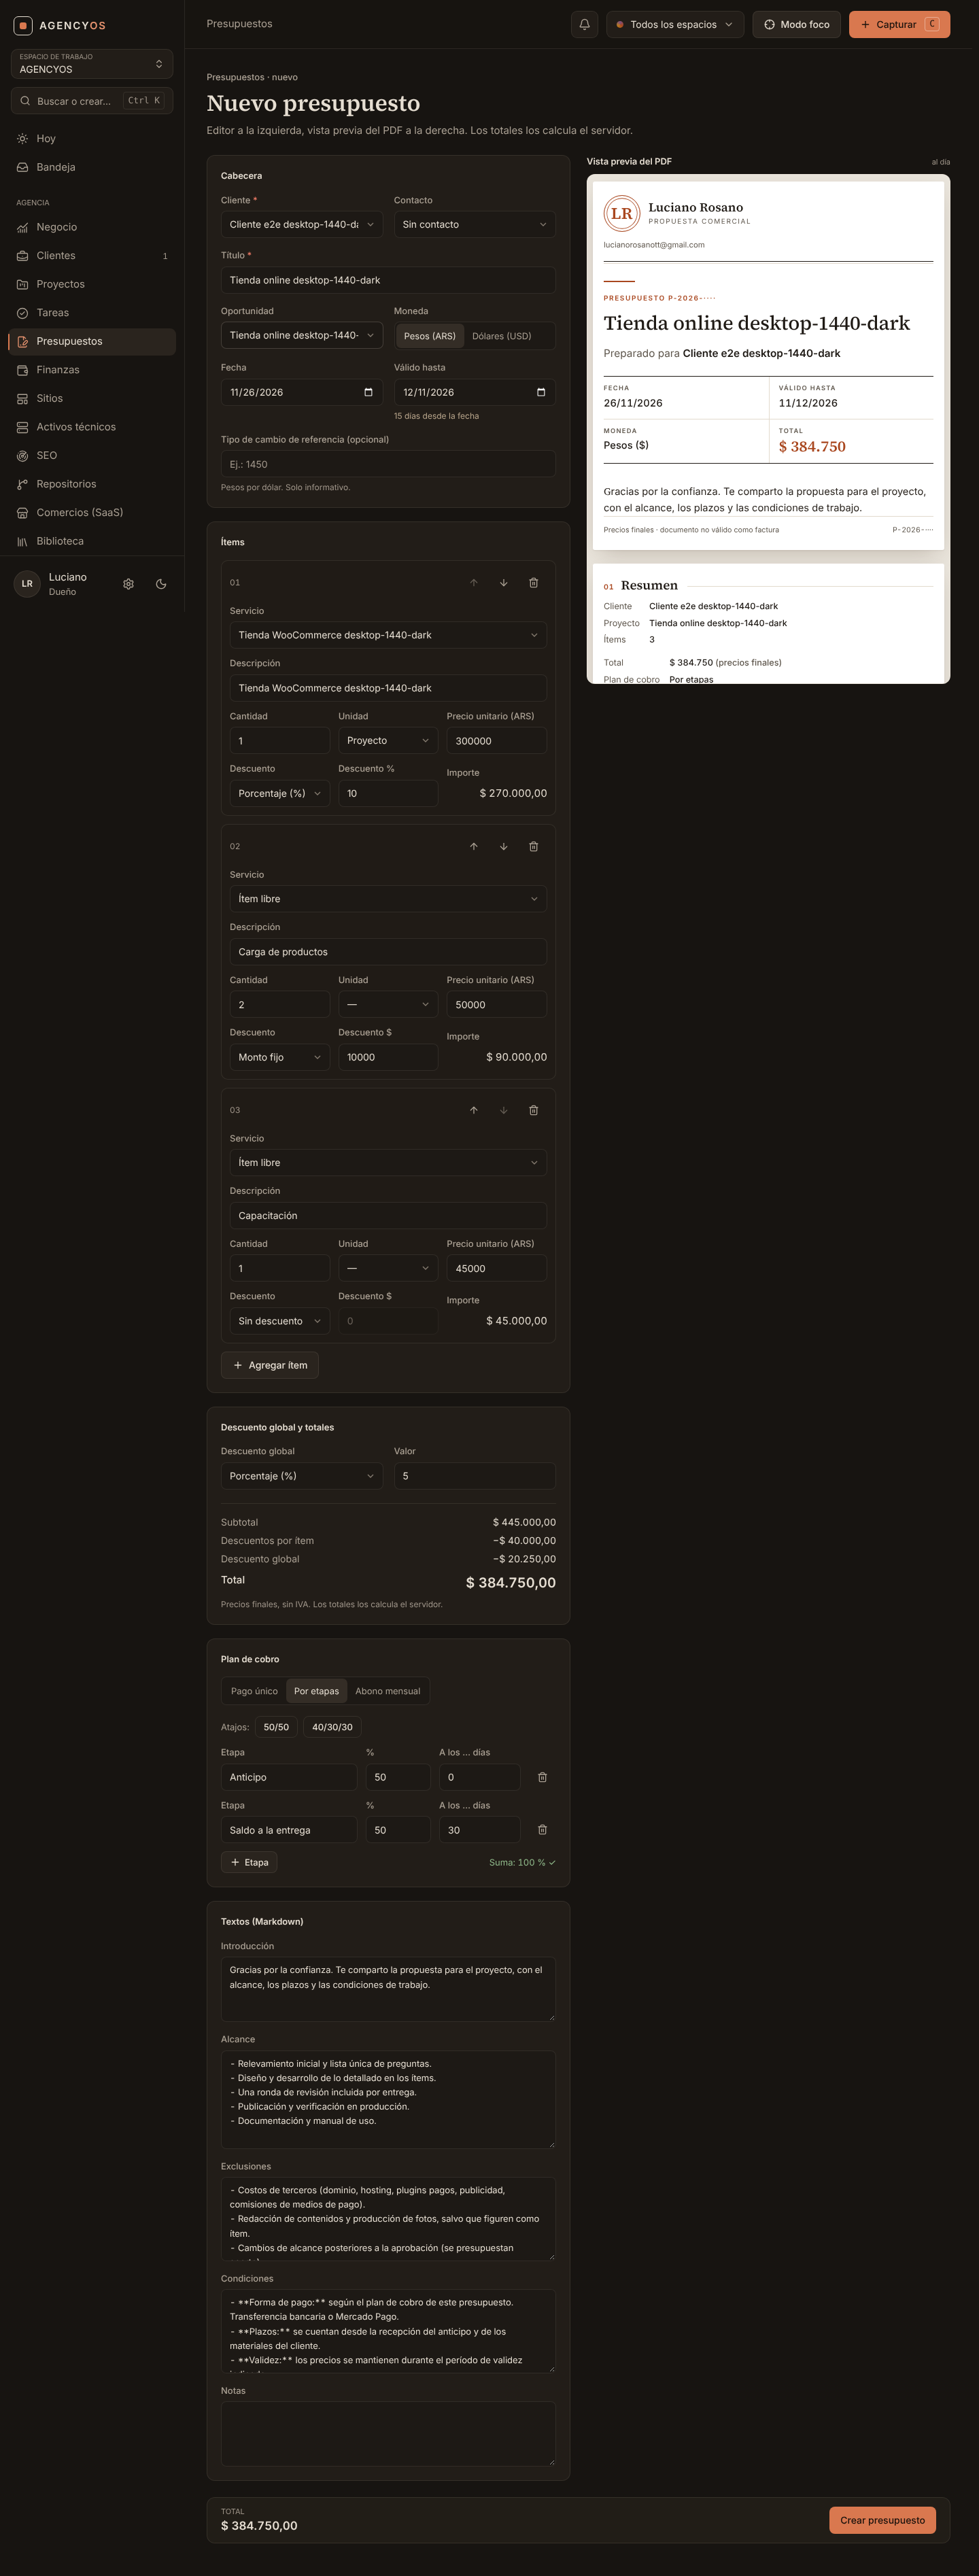 AGENCYOS
ESPACIO DE TRABAJO
AGENCYOS
Buscar o crear... Ctrl K
Hoy
Bandeja
AGENCIA
Negocio
Clientes 1
Proyectos
Tareas
Presupuestos
Finanzas
Sitios
Activos técnicos
SEO
Repositorios
Comercios (SaaS)
Biblioteca
LR Luciano
Dueño
Presupuestos
Todos los espacios
Modo foco
Capturar C
Presupuestos · nuevo
Nuevo presupuesto
Editor a la izquierda, vista previa del PDF a la derecha. Los totales los calcula el servidor.
Cabecera
Cliente * Contacto
Cliente e2e desktop-1440-da Sin contacto
Título *
Tienda online desktop-1440-dark
Oportunidad Moneda
Tienda online desktop-1440- Pesos (ARS) Dólares (USD)
Fecha Válido hasta
11/26/2026 12/11/2026
15 días desde la fecha
Tipo de cambio de referencia (opcional)
Ej.: 1450
Pesos por dólar. Solo informativo.
Ítems
01
Servicio
Tienda WooCommerce desktop-1440-dark
Descripción
Tienda WooCommerce desktop-1440-dark
Cantidad Unidad Precio unitario (ARS)
1 Proyecto 300000
Descuento Descuento % Importe
Porcentaje (%) 10 $ 270.000,00
02
Servicio
Ítem libre
Descripción
Carga de productos
Cantidad Unidad Precio unitario (ARS)
2 — 50000
Descuento Descuento $ Importe
Monto fijo 10000 $ 90.000,00
03
Servicio
Ítem libre
Descripción
Capacitación
Cantidad Unidad Precio unitario (ARS)
1 — 45000
Descuento Descuento $ Importe
Sin descuento 0 $ 45.000,00
Agregar ítem
Descuento global y totales
Descuento global Valor
Porcentaje (%) 5
Subtotal $ 445.000,00
Descuentos por ítem −$ 40.000,00
Descuento global −$ 20.250,00
Total $ 384.750,00
Precios finales, sin IVA. Los totales los calcula el servidor.
Plan de cobro
Pago único Por etapas Abono mensual
Atajos: 50/50 40/30/30
Etapa % A los ... días
Anticipo 50 0
Etapa % A los ... días
Saldo a la entrega 50 30
Etapa Suma: 100 % ✓
Textos (Markdown)
Introducción
Gracias por la confianza. Te comparto la propuesta para el proyecto, con el
alcance, los plazos y las condiciones de trabajo.
Alcance
- Relevamiento inicial y lista única de preguntas.
- Diseño y desarrollo de lo detallado en los ítems.
- Una ronda de revisión incluida por entrega.
- Publicación y verificación en producción.
- Documentación y manual de uso.
Exclusiones
- Costos de terceros (dominio, hosting, plugins pagos, publicidad,
comisiones de medios de pago).
- Redacción de contenidos y producción de fotos, salvo que figuren como
ítem.
- Cambios de alcance posteriores a la aprobación (se presupuestan
Condiciones
- **Forma de pago:** según el plan de cobro de este presupuesto.
Transferencia bancaria o Mercado Pago.
- **Plazos:** se cuentan desde la recepción del anticipo y de los
materiales del cliente.
- **Validez:** los precios se mantienen durante el período de validez
Notas
TOTAL
$ 384.750,00
Crear presupuesto
Vista previa del PDF al día
LR Luciano Rosano
PROPUESTA COMERCIAL
lucianorosanott@gmail.com
PRESUPUESTO P-2026-····
Tienda online desktop-1440-dark
Preparado para Cliente e2e desktop-1440-dark
FECHA VÁLIDO HASTA
26/11/2026 11/12/2026
MONEDA TOTAL
Pesos ($) $ 384.750
Gracias por la confianza. Te comparto la propuesta para el proyecto,
con el alcance, los plazos y las condiciones de trabajo.
Precios finales · documento no válido como factura P-2026-····
01 Resumen
Cliente Cliente e2e desktop-1440-dark
Proyecto Tienda online desktop-1440-dark
Ítems 3
Total $ 384.750 (precios finales)
Plan de cobro Por etapas